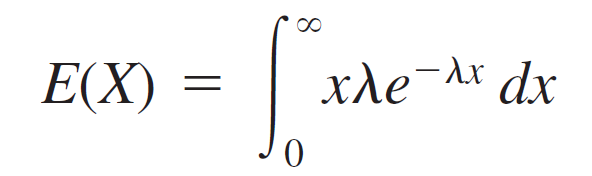 E(X) = ∫₀^∞ xλe^{−λx} dx